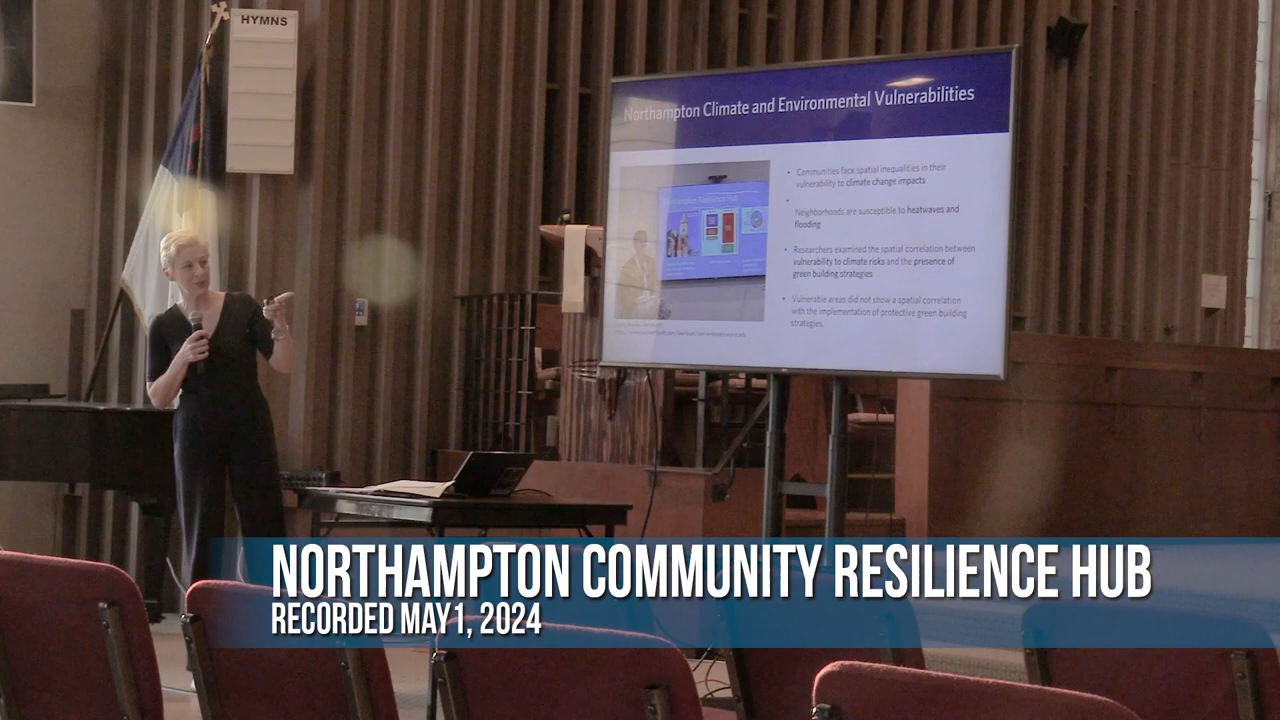 HYMNS
Northampton Climate and Environmental Vulnerabilities
Northampton Resilience Hub
• Communities face spatial inequalities in their
vulnerability to climate change impacts
•
Neighborhoods are susceptible to heatwaves and
flooding
• Researchers examined the spatial correlation between
vulnerability to climate risks and the presence of
green building strategies
• Vulnerable areas did not show a spatial correlation
with the implementation of protective green building
strategies.
NORTHAMPTON COMMUNITY RESILIENCE HUB
RECORDED MAY1, 2024